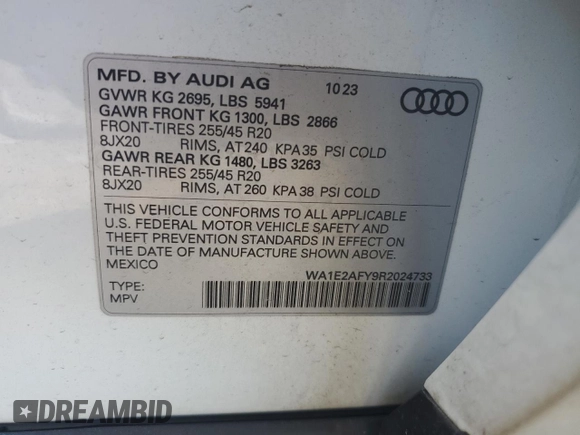 MFD. BY AUDI AG 10 23
GVWR KG 2695, LBS 5941
GAWR FRONT KG 1300, LBS 2866
FRONT-TIRES 255/45 R20
8JX20 RIMS, AT 240 KPA 35 PSI COLD
GAWR REAR KG 1480, LBS 3263
REAR-TIRES 255/45 R20
8JX20 RIMS, AT 260 KPA 38 PSI COLD
THIS VEHICLE CONFORMS TO ALL APPLICABLE
U.S. FEDERAL MOTOR VEHICLE SAFETY AND
THEFT PREVENTION STANDARDS IN EFFECT ON
THE DATE OF MANUFACTURE SHOWN ABOVE.
MEXICO
WA1E2AFY9R2024733
TYPE:
MPV
DREAMBID